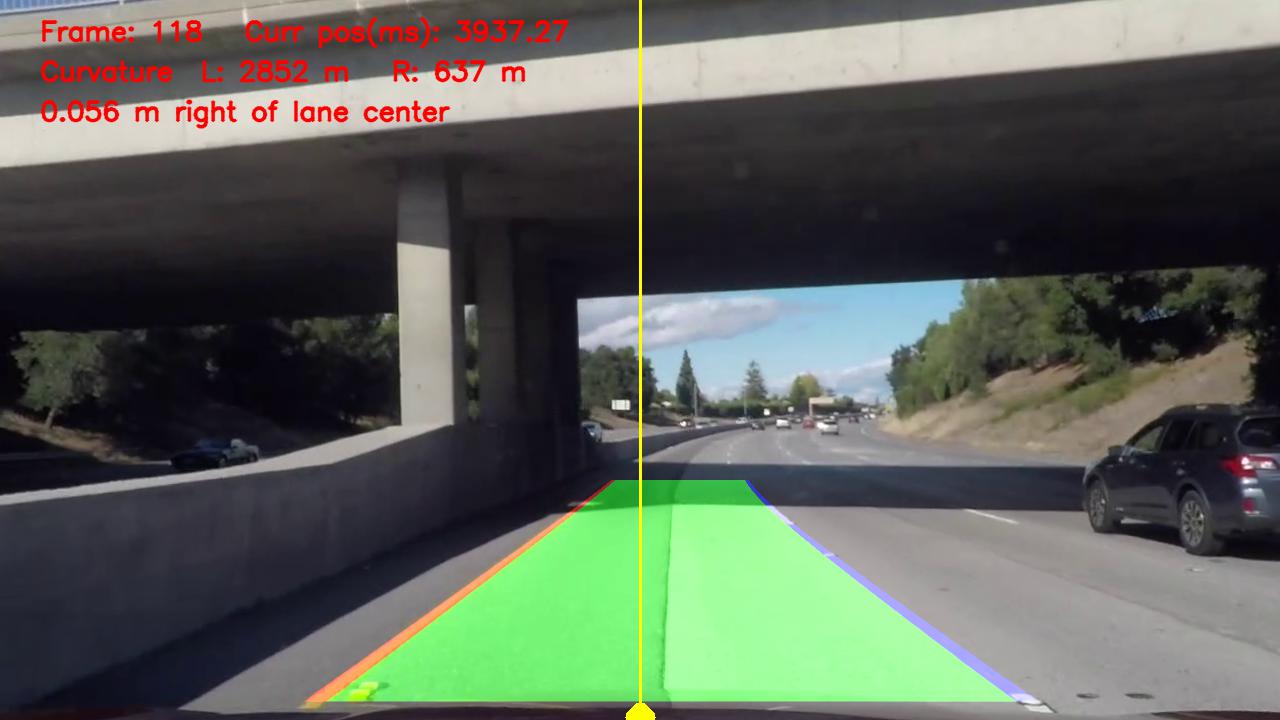 Frame: 118 Curr pos(ms): 3937.27
Curvature L: 2852 m R: 637 m
0.056 m right of lane center